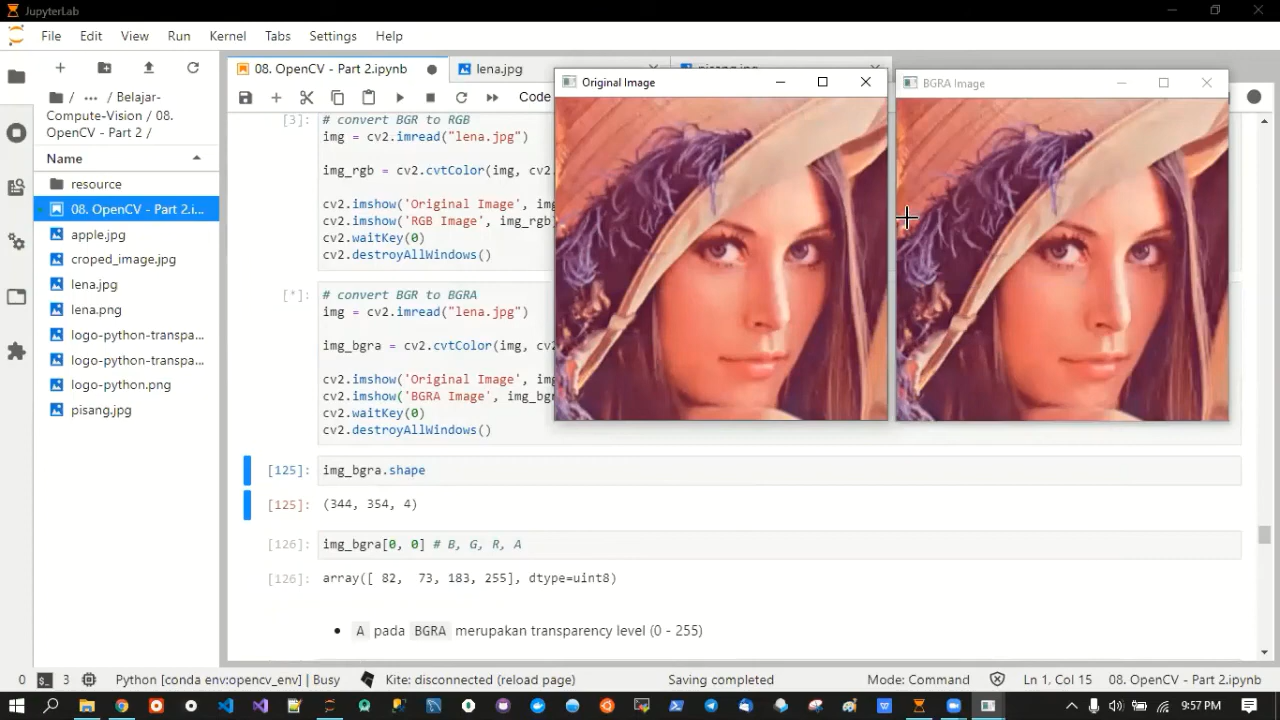 JupyterLab
File Edit View Run Kernel Tabs Settings Help
08. OpenCV - Part 2.ipynb
lena.jpg
pisang.jpg
Original Image
BGRA Image
Code
/ ... / Belajar-
Compute-Vision / 08.
OpenCV - Part 2 /
Name
resource
08. OpenCV - Part 2.i...
apple.jpg
croped_image.jpg
lena.jpg
lena.png
logo-python-transpa...
logo-python-transpa...
logo-python.png
pisang.jpg
[3]: # convert BGR to RGB
img = cv2.imread("lena.jpg")
img_rgb = cv2.cvtColor(img, cv2
cv2.imshow('Original Image', img
cv2.imshow('RGB Image', img_rgb)
cv2.waitKey(0)
cv2.destroyAllWindows()
[*]: # convert BGR to BGRA
img = cv2.imread("lena.jpg")
img_bgra = cv2.cvtColor(img, cv2
cv2.imshow('Original Image', img
cv2.imshow('BGRA Image', img_bgr
cv2.waitKey(0)
cv2.destroyAllWindows()
[125]: img_bgra.shape
[125]: (344, 354, 4)
[126]: img_bgra[0, 0] # B, G, R, A
[126]: array([ 82, 73, 183, 255], dtype=uint8)
• A pada BGRA merupakan transparency level (0 - 255)
0 3 Python [conda env:opencv_env] | Busy Kite: disconnected (reload page) Saving completed Mode: Command Ln 1, Col 15 08. OpenCV - Part 2.ipynb
9:57 PM